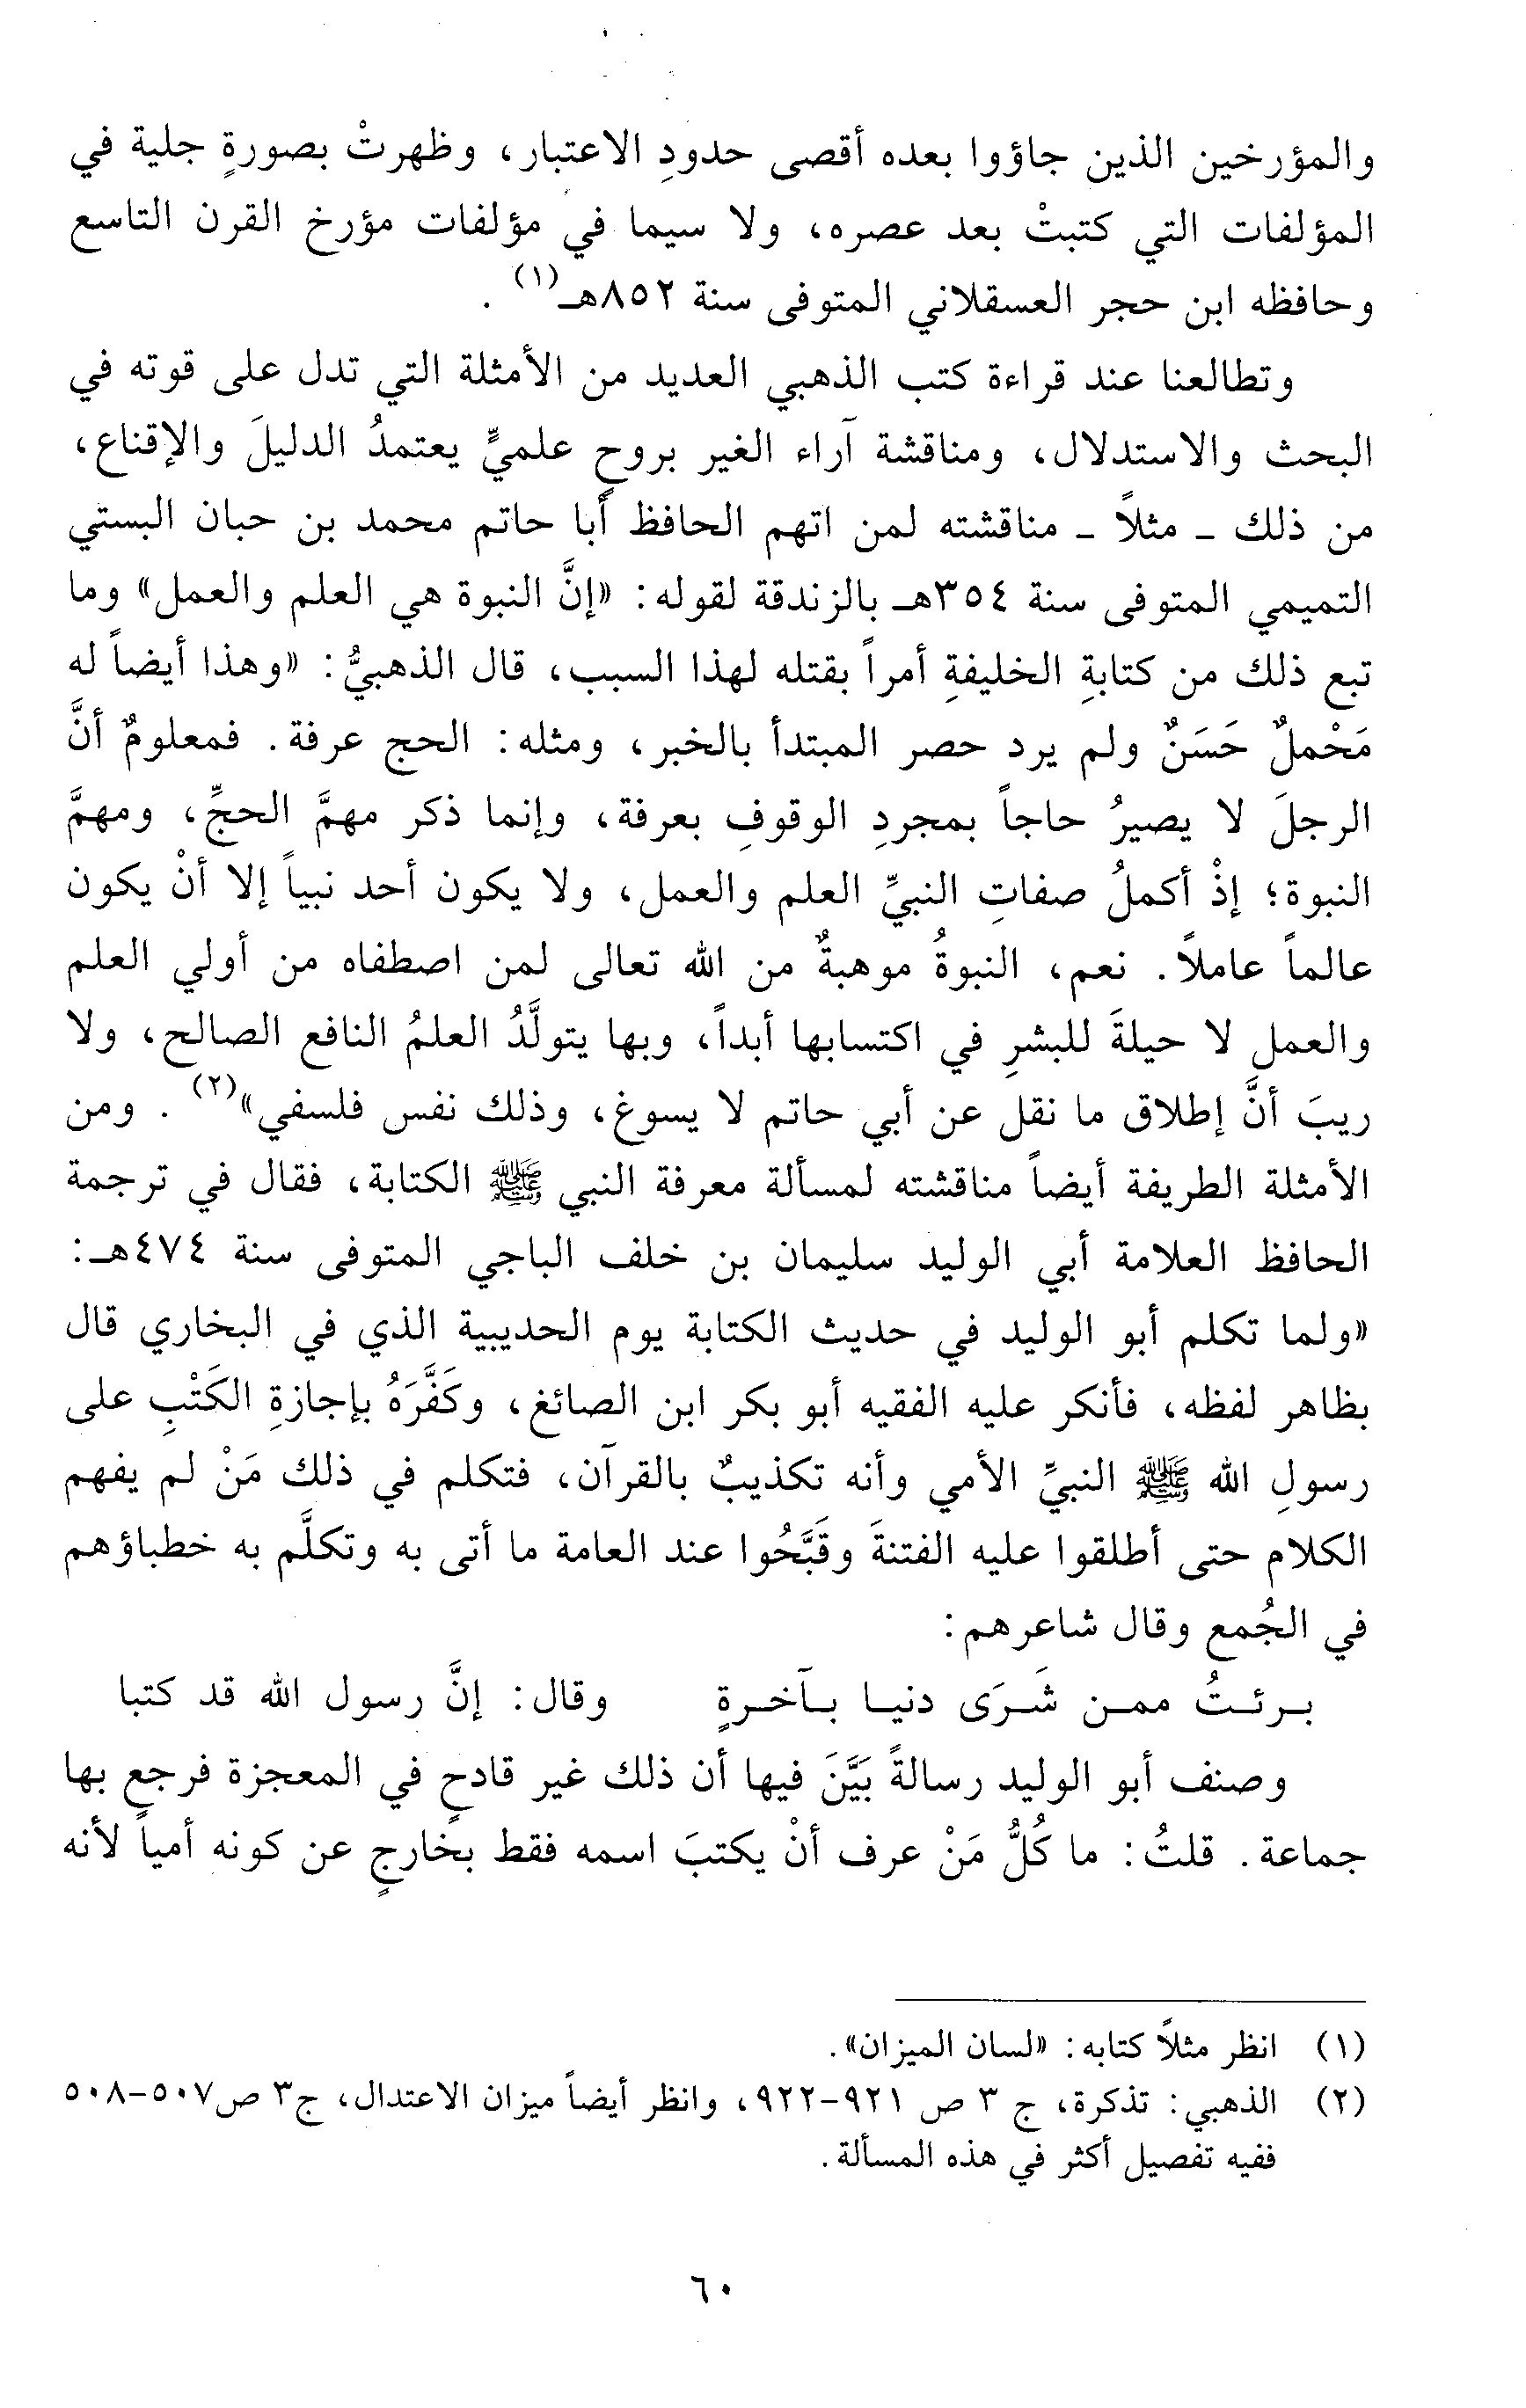 والمؤرخين الذين جاؤوا بعده أقصى حدودِ الاعتبار، وظهرتْ بصورةٍ جلية في
المؤلفات التي كتبتْ بعد عصره، ولا سيما في مؤلفات مؤرخ القرن التاسع
وحافظه ابن حجر العسقلاني المتوفى سنة ٨٥٢هـ(١) .
وتطالعنا عند قراءة كتب الذهبي العديد من الأمثلة التي تدل على قوته في
البحث والاستدلال، ومناقشة آراء الغير بروحٍ علميٍّ يعتمدُ الدليلَ والإقناع،
من ذلك ـ مثلاً ـ مناقشته لمن اتهم الحافظ أبا حاتم محمد بن حبان البستي
التميمي المتوفى سنة ٣٥٤هـ بالزندقة لقوله: «إنَّ النبوة هي العلم والعمل» وما
تبع ذلك من كتابةِ الخليفةِ أمراً بقتله لهذا السبب، قال الذهبيُّ: «وهذا أيضاً له
مَحْملٌ حَسَنٌ ولم يرد حصر المبتدأ بالخبر، ومثله: الحج عرفة. فمعلومٌ أنَّ
الرجلَ لا يصيرُ حاجاً بمجردِ الوقوفِ بعرفة، وإنما ذكر مهمَّ الحجِّ، ومهمَّ
النبوة؛ إذْ أكملُ صفاتِ النبيِّ العلم والعمل، ولا يكون أحد نبياً إلا أنْ يكون
عالماً عاملاً. نعم، النبوةُ موهبةٌ من الله تعالى لمن اصطفاه من أولي العلم
والعمل لا حيلةَ للبشرِ في اكتسابها أبداً، وبها يتولَّدُ العلمُ النافع الصالح، ولا
ريبَ أنَّ إطلاق ما نقل عن أبي حاتم لا يسوغ، وذلك نفس فلسفي»(٢) . ومن
الأمثلة الطريفة أيضاً مناقشته لمسألة معرفة النبي ﷺ الكتابة، فقال في ترجمة
الحافظ العلامة أبي الوليد سليمان بن خلف الباجي المتوفى سنة ٤٧٤هـ:
«ولما تكلم أبو الوليد في حديث الكتابة يوم الحديبية الذي في البخاري قال
بظاهر لفظه، فأنكر عليه الفقيه أبو بكر ابن الصائغ، وكَفَّرَهُ بإجازةِ الكَتْبِ على
رسولِ الله ﷺ النبيِّ الأمي وأنه تكذيبٌ بالقرآن، فتكلم في ذلك مَنْ لم يفهم
الكلام حتى أطلقوا عليه الفتنةَ وقَبَّحُوا عند العامة ما أتى به وتكلَّم به خطباؤهم
في الجُمع وقال شاعرهم:
بـرئـتُ ممـن شَـرَى دنيـا بـآخـرةٍ وقال: إنَّ رسول الله قد كتبا
وصنف أبو الوليد رسالةً بَيَّنَ فيها أن ذلك غير قادحٍ في المعجزة فرجع بها
جماعة. قلتُ: ما كُلُّ مَنْ عرف أنْ يكتبَ اسمه فقط بخارجٍ عن كونه أمياً لأنه
(١) انظر مثلاً كتابه: «لسان الميزان».
(٢) الذهبي: تذكرة، ج ٣ ص ٩٢١-٩٢٢، وانظر أيضاً ميزان الاعتدال، ج٣ ص٥٠٧-٥٠٨
ففيه تفصيل أكثر في هذه المسألة.
٦٠